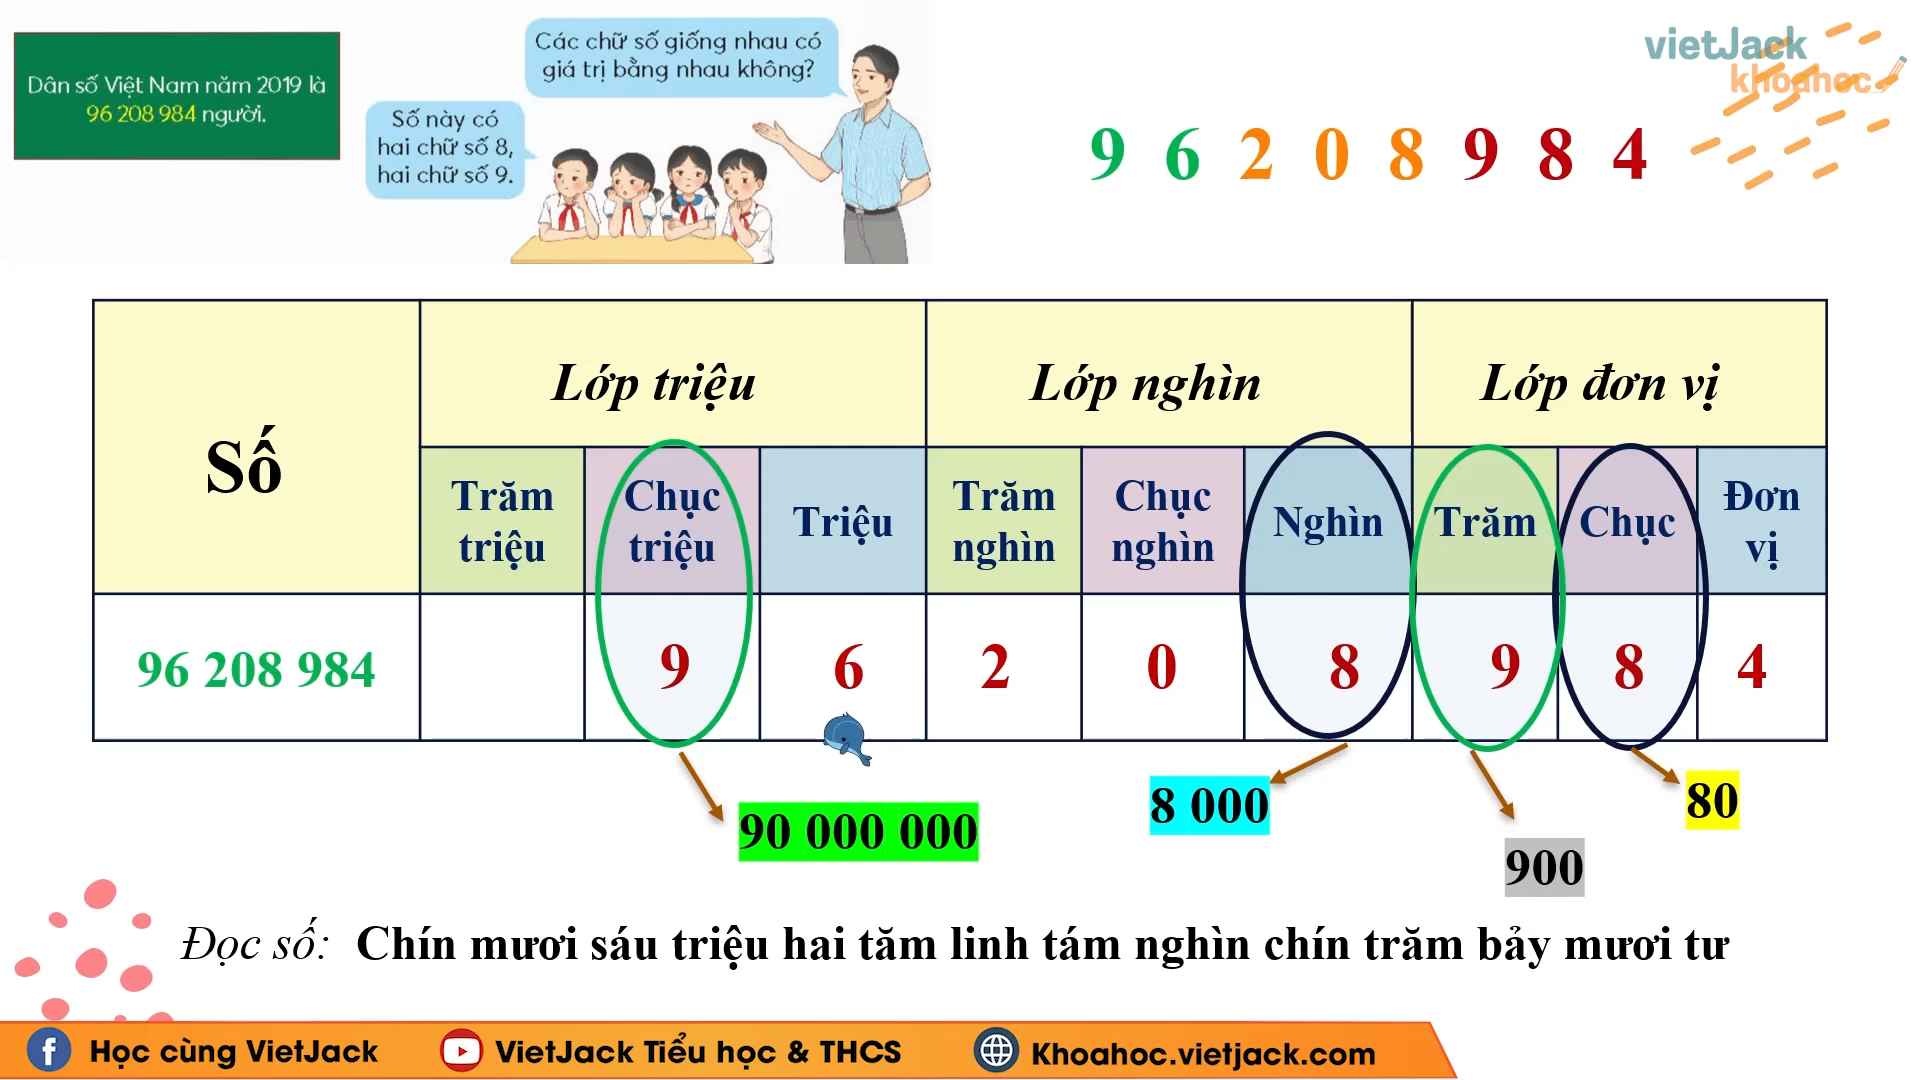 Dân số Việt Nam năm 2019 là
96 208 984 người.
Các chữ số giống nhau có
giá trị bằng nhau không?
Số này có
hai chữ số 8,
hai chữ số 9.
vietJack
khoahoc
9 6 2 0 8 9 8 4
Số
Lớp triệu
Lớp nghìn
Lớp đơn vị
Trăm
triệu
Chục
triệu
Triệu
Trăm
nghìn
Chục
nghìn
Nghìn
Trăm
Chục
Đơn
vị
96 208 984
9
6
2
0
8
9
8
4
90 000 000
8 000
900
80
Đọc số: Chín mươi sáu triệu hai tăm linh tám nghìn chín trăm bảy mươi tư
Học cùng VietJack
VietJack Tiểu học & THCS
Khoahoc.vietjack.com